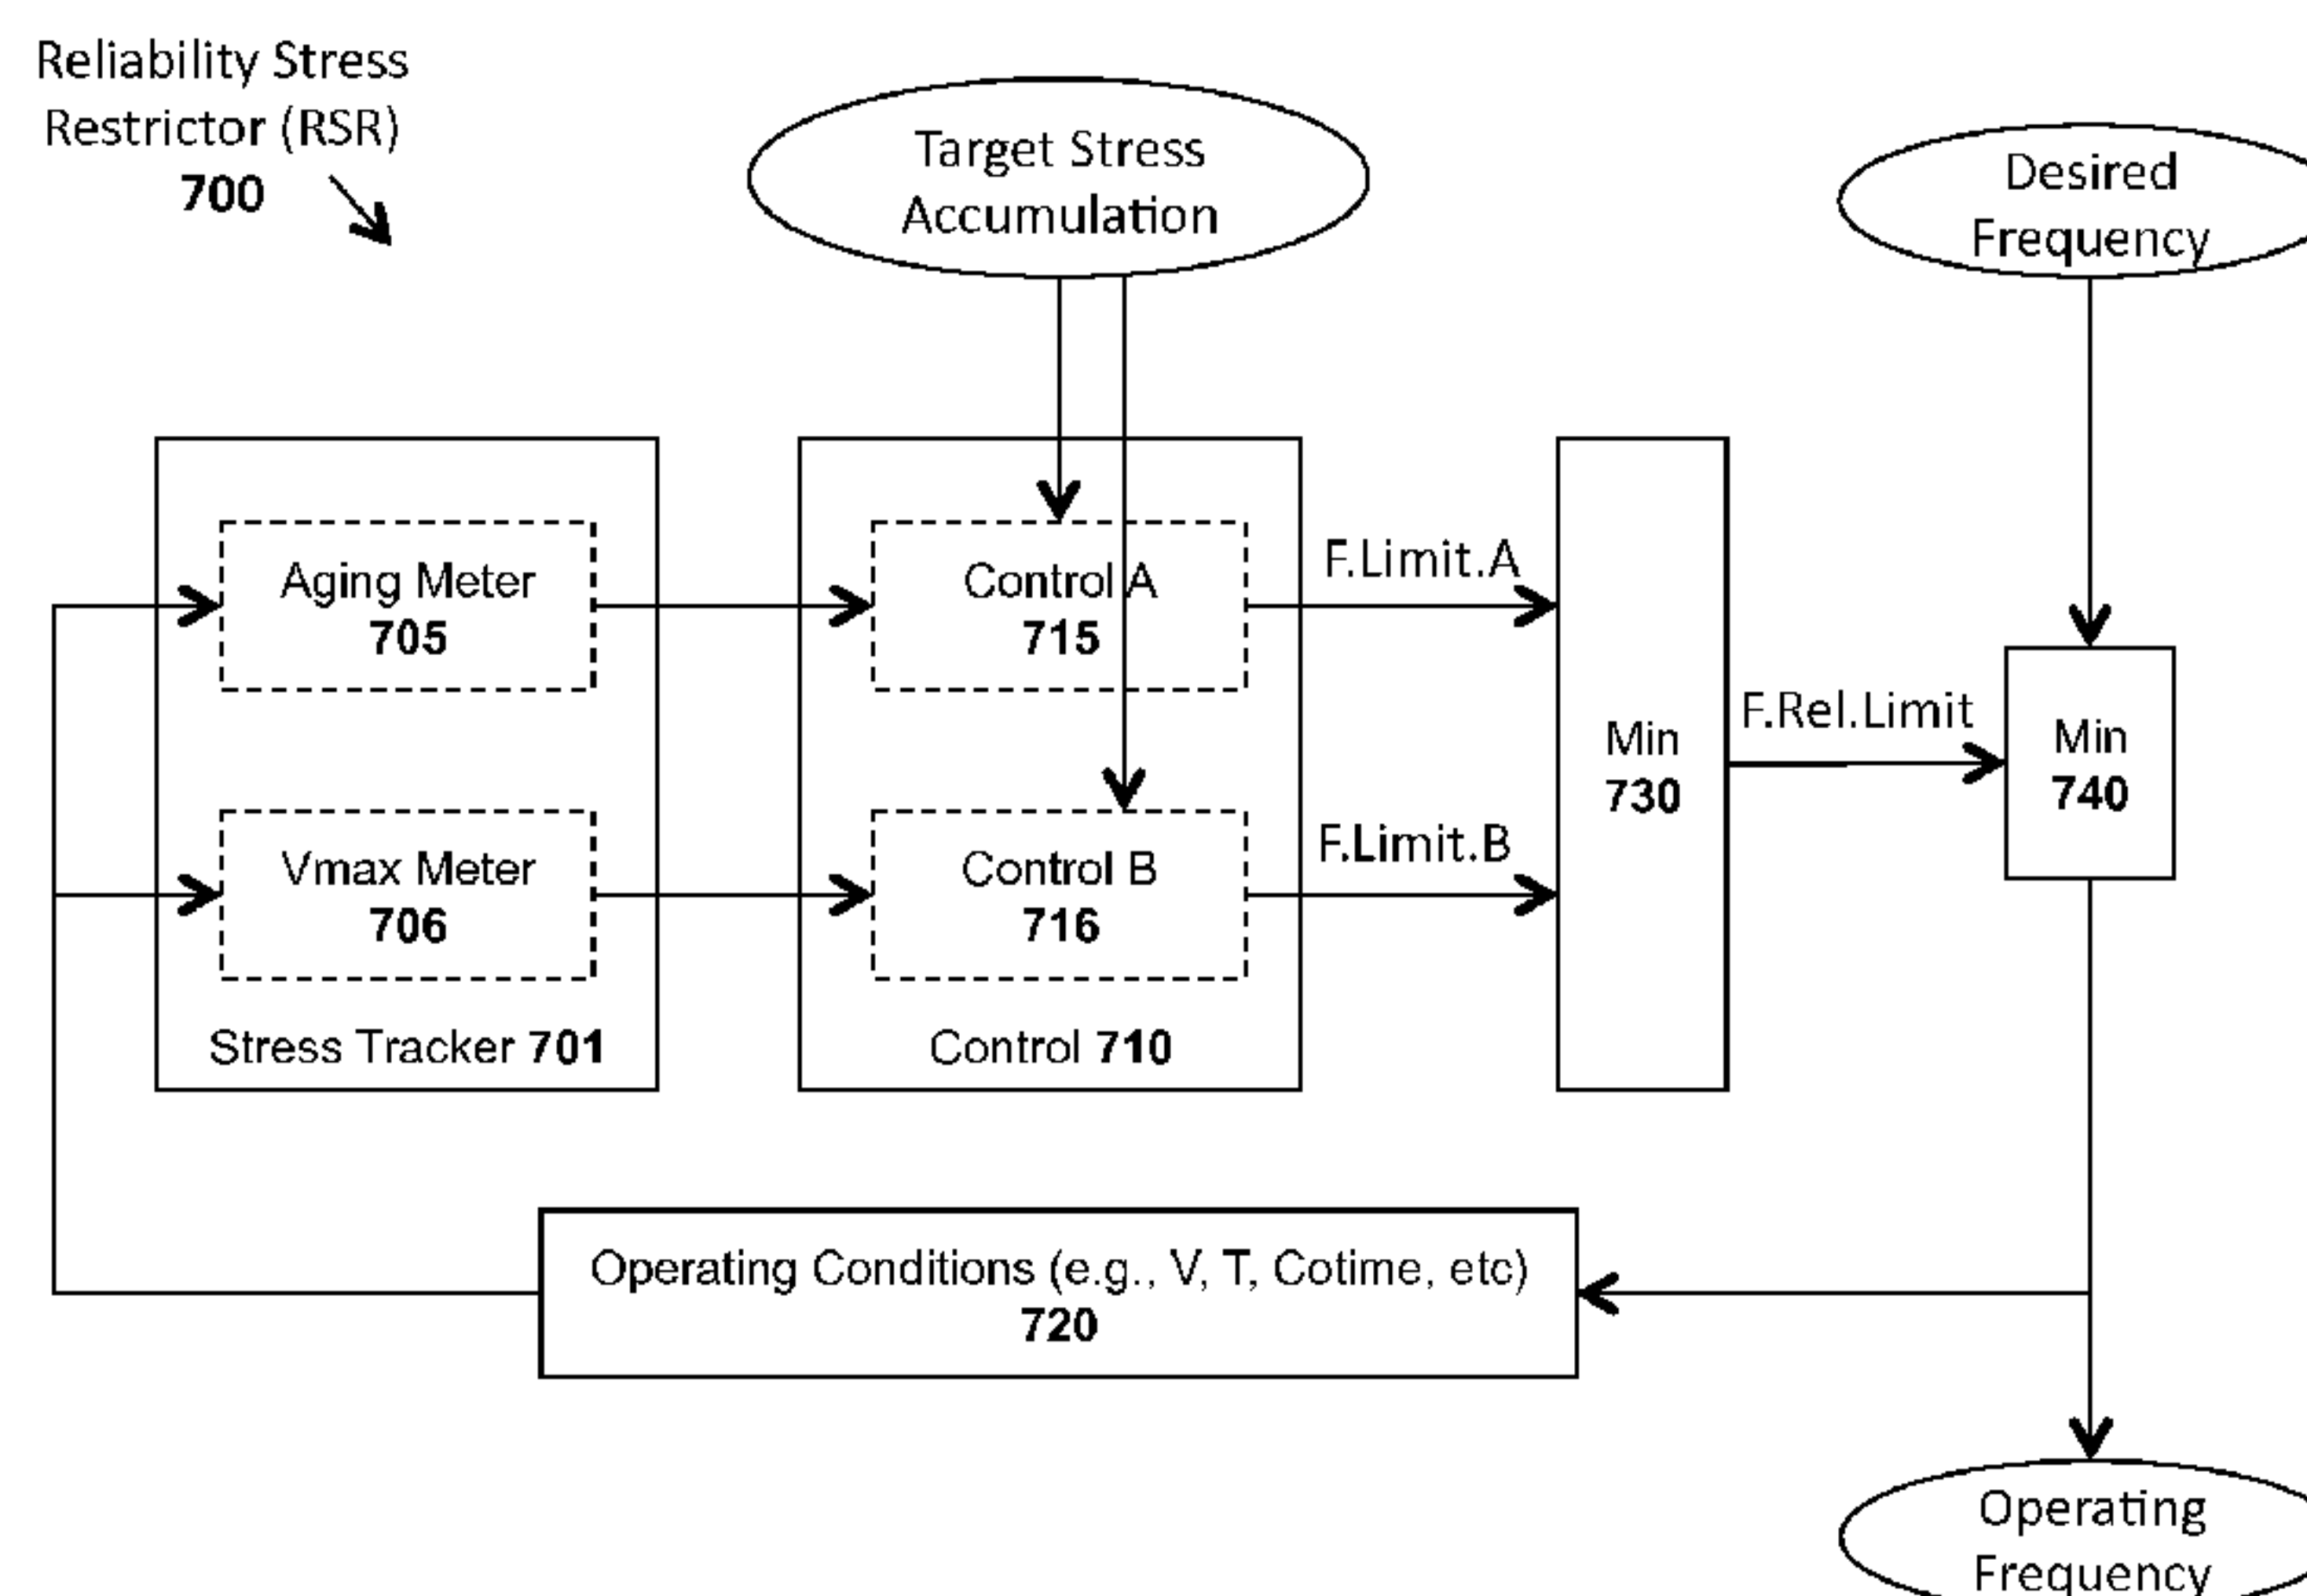 Reliability Stress
Restrictor (RSR)
700
Target Stress
Accumulation
Desired
Frequency
Aging Meter
705
Control A
715
F.Limit.A
Min
730
F.Rel.Limit
Min
740
Vmax Meter
706
Control B
716
F.Limit.B
Stress Tracker 701
Control 710
Operating Conditions (e.g., V, T, Cotime, etc)
720
Operating
Frequency